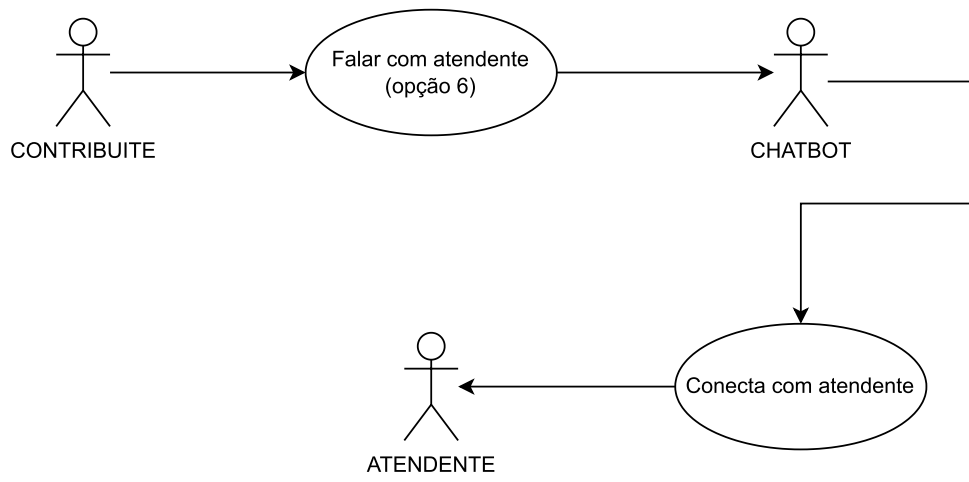 Falar com atendente
(opção 6)
CONTRIBUITE
CHATBOT
Conecta com atendente
ATENDENTE